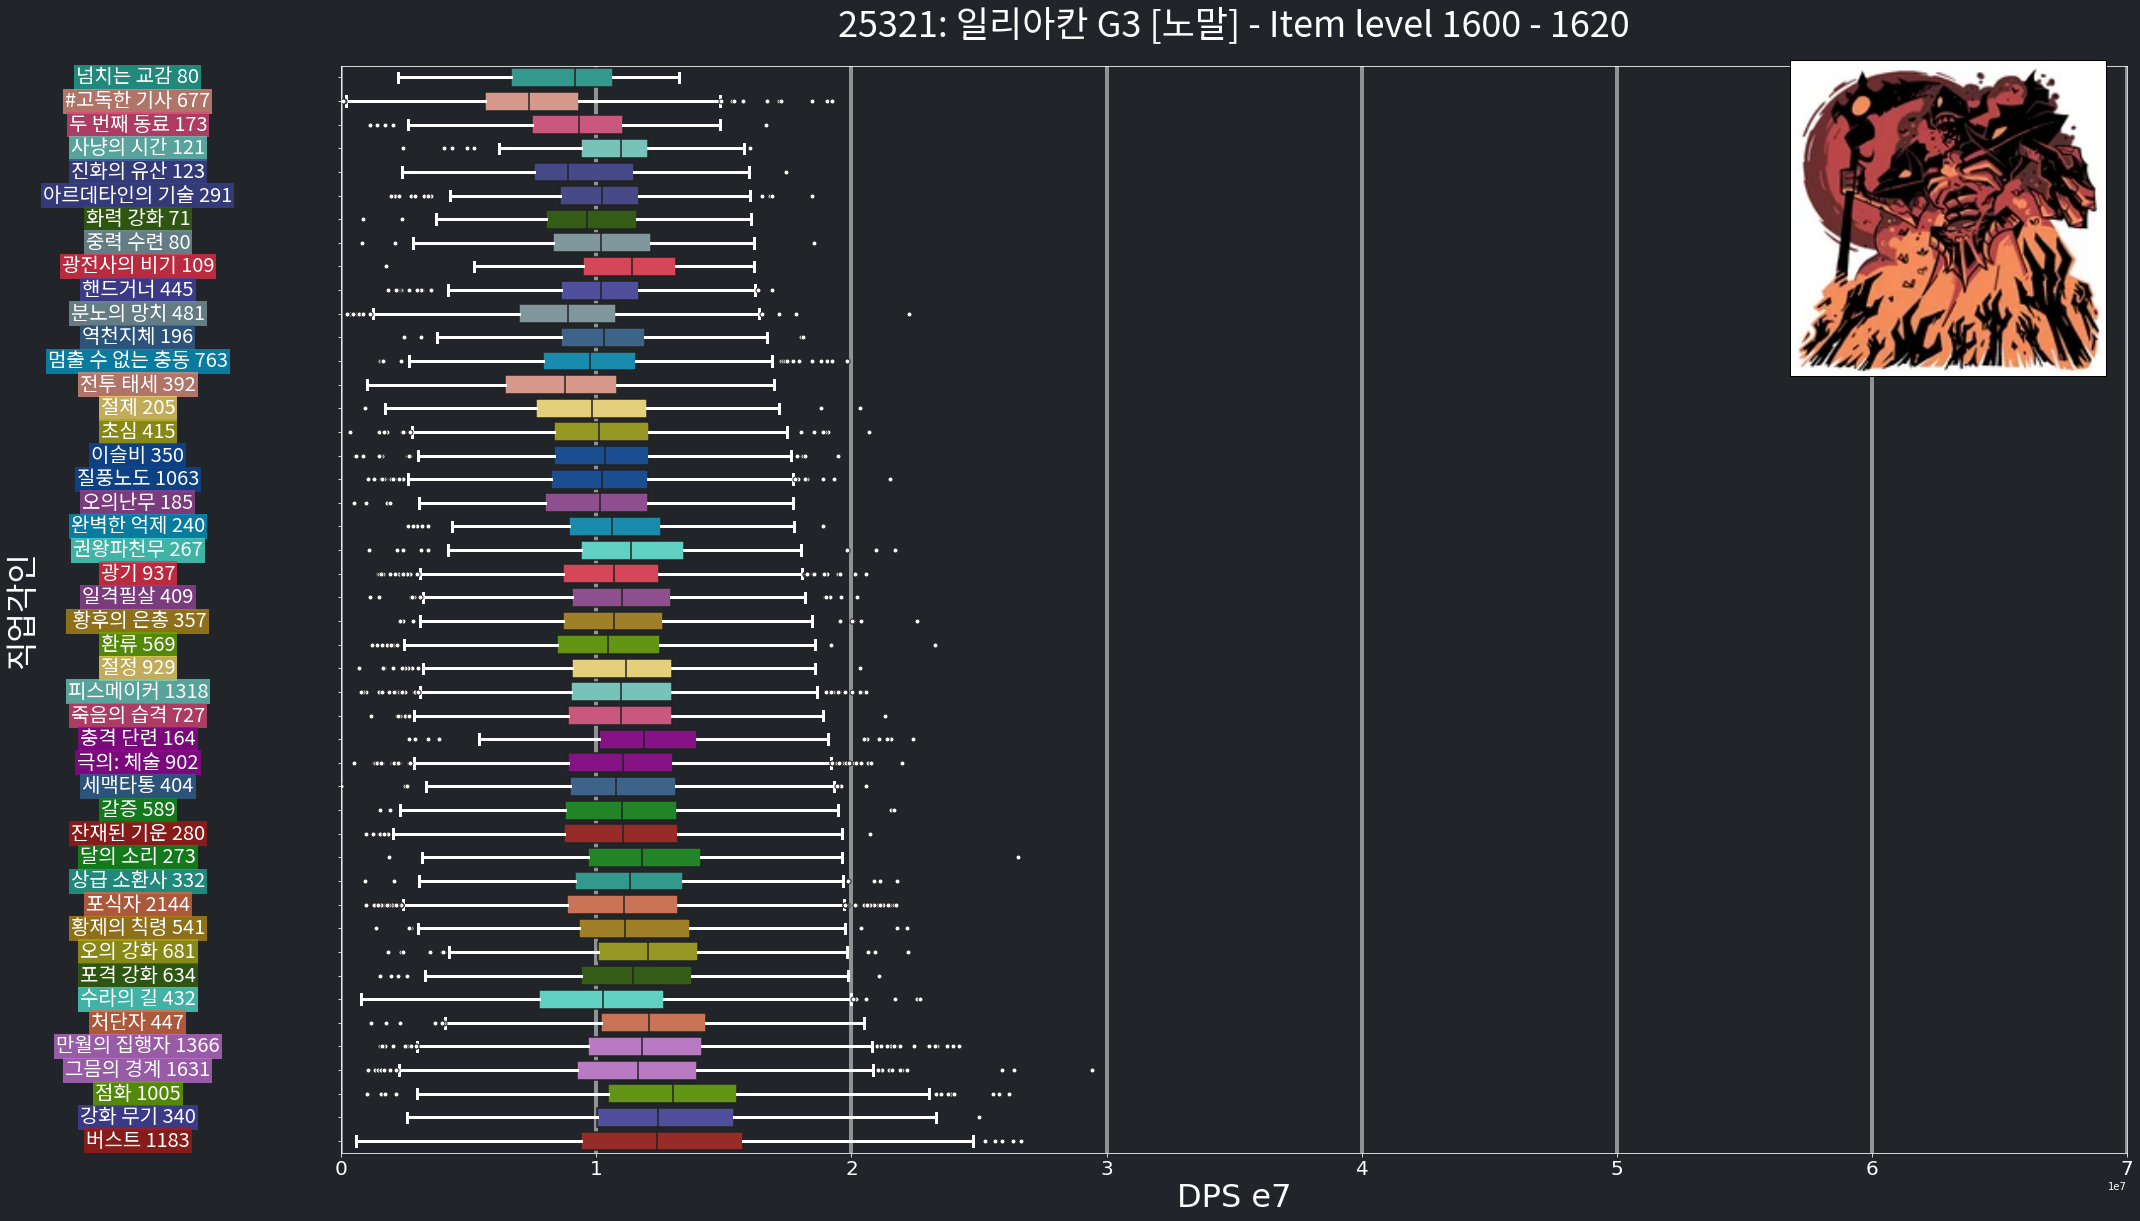 25321: 일리아칸 G3 [노말] - Item level 1600 - 1620
직업각인
넘치는 교감 80
#고독한 기사 677
두 번째 동료 173
사냥의 시간 121
진화의 유산 123
아르데타인의 기술 291
화력 강화 71
중력 수련 80
광전사의 비기 109
핸드거너 445
분노의 망치 481
역천지체 196
멈출 수 없는 충동 763
전투 태세 392
절제 205
초심 415
이슬비 350
질풍노도 1063
오의난무 185
완벽한 억제 240
권왕파천무 267
광기 937
일격필살 409
황후의 은총 357
환류 569
절정 929
피스메이커 1318
죽음의 습격 727
충격 단련 164
극의: 체술 902
세맥타통 404
갈증 589
잔재된 기운 280
달의 소리 273
상급 소환사 332
포식자 2144
황제의 칙령 541
오의 강화 681
포격 강화 634
수라의 길 432
처단자 447
만월의 집행자 1366
그믐의 경계 1631
점화 1005
강화 무기 340
버스트 1183
0 1 2 3 4 5 6 7
1e7
DPS e7